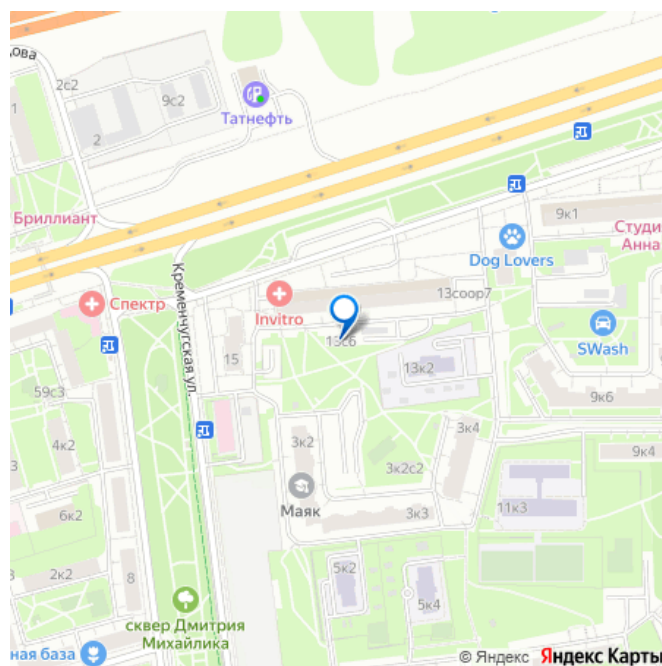 дова
2с2
1
9с2
2
Татнефть
Бриллиант
9к1
Студи
Анна
Dog Lovers
Спектр
Invitro
13соор7
Кременчугская ул.
13с6
SWash
15
13к2
59с3
9к6
4к2
3к2
3к4
9к4
3к2с2
Маяк
3к3
11к3
6к2
2к2
8
5к2
5к4
сквер Дмитрия
Михайлика
ная база
© Яндекс Яндекс Карты